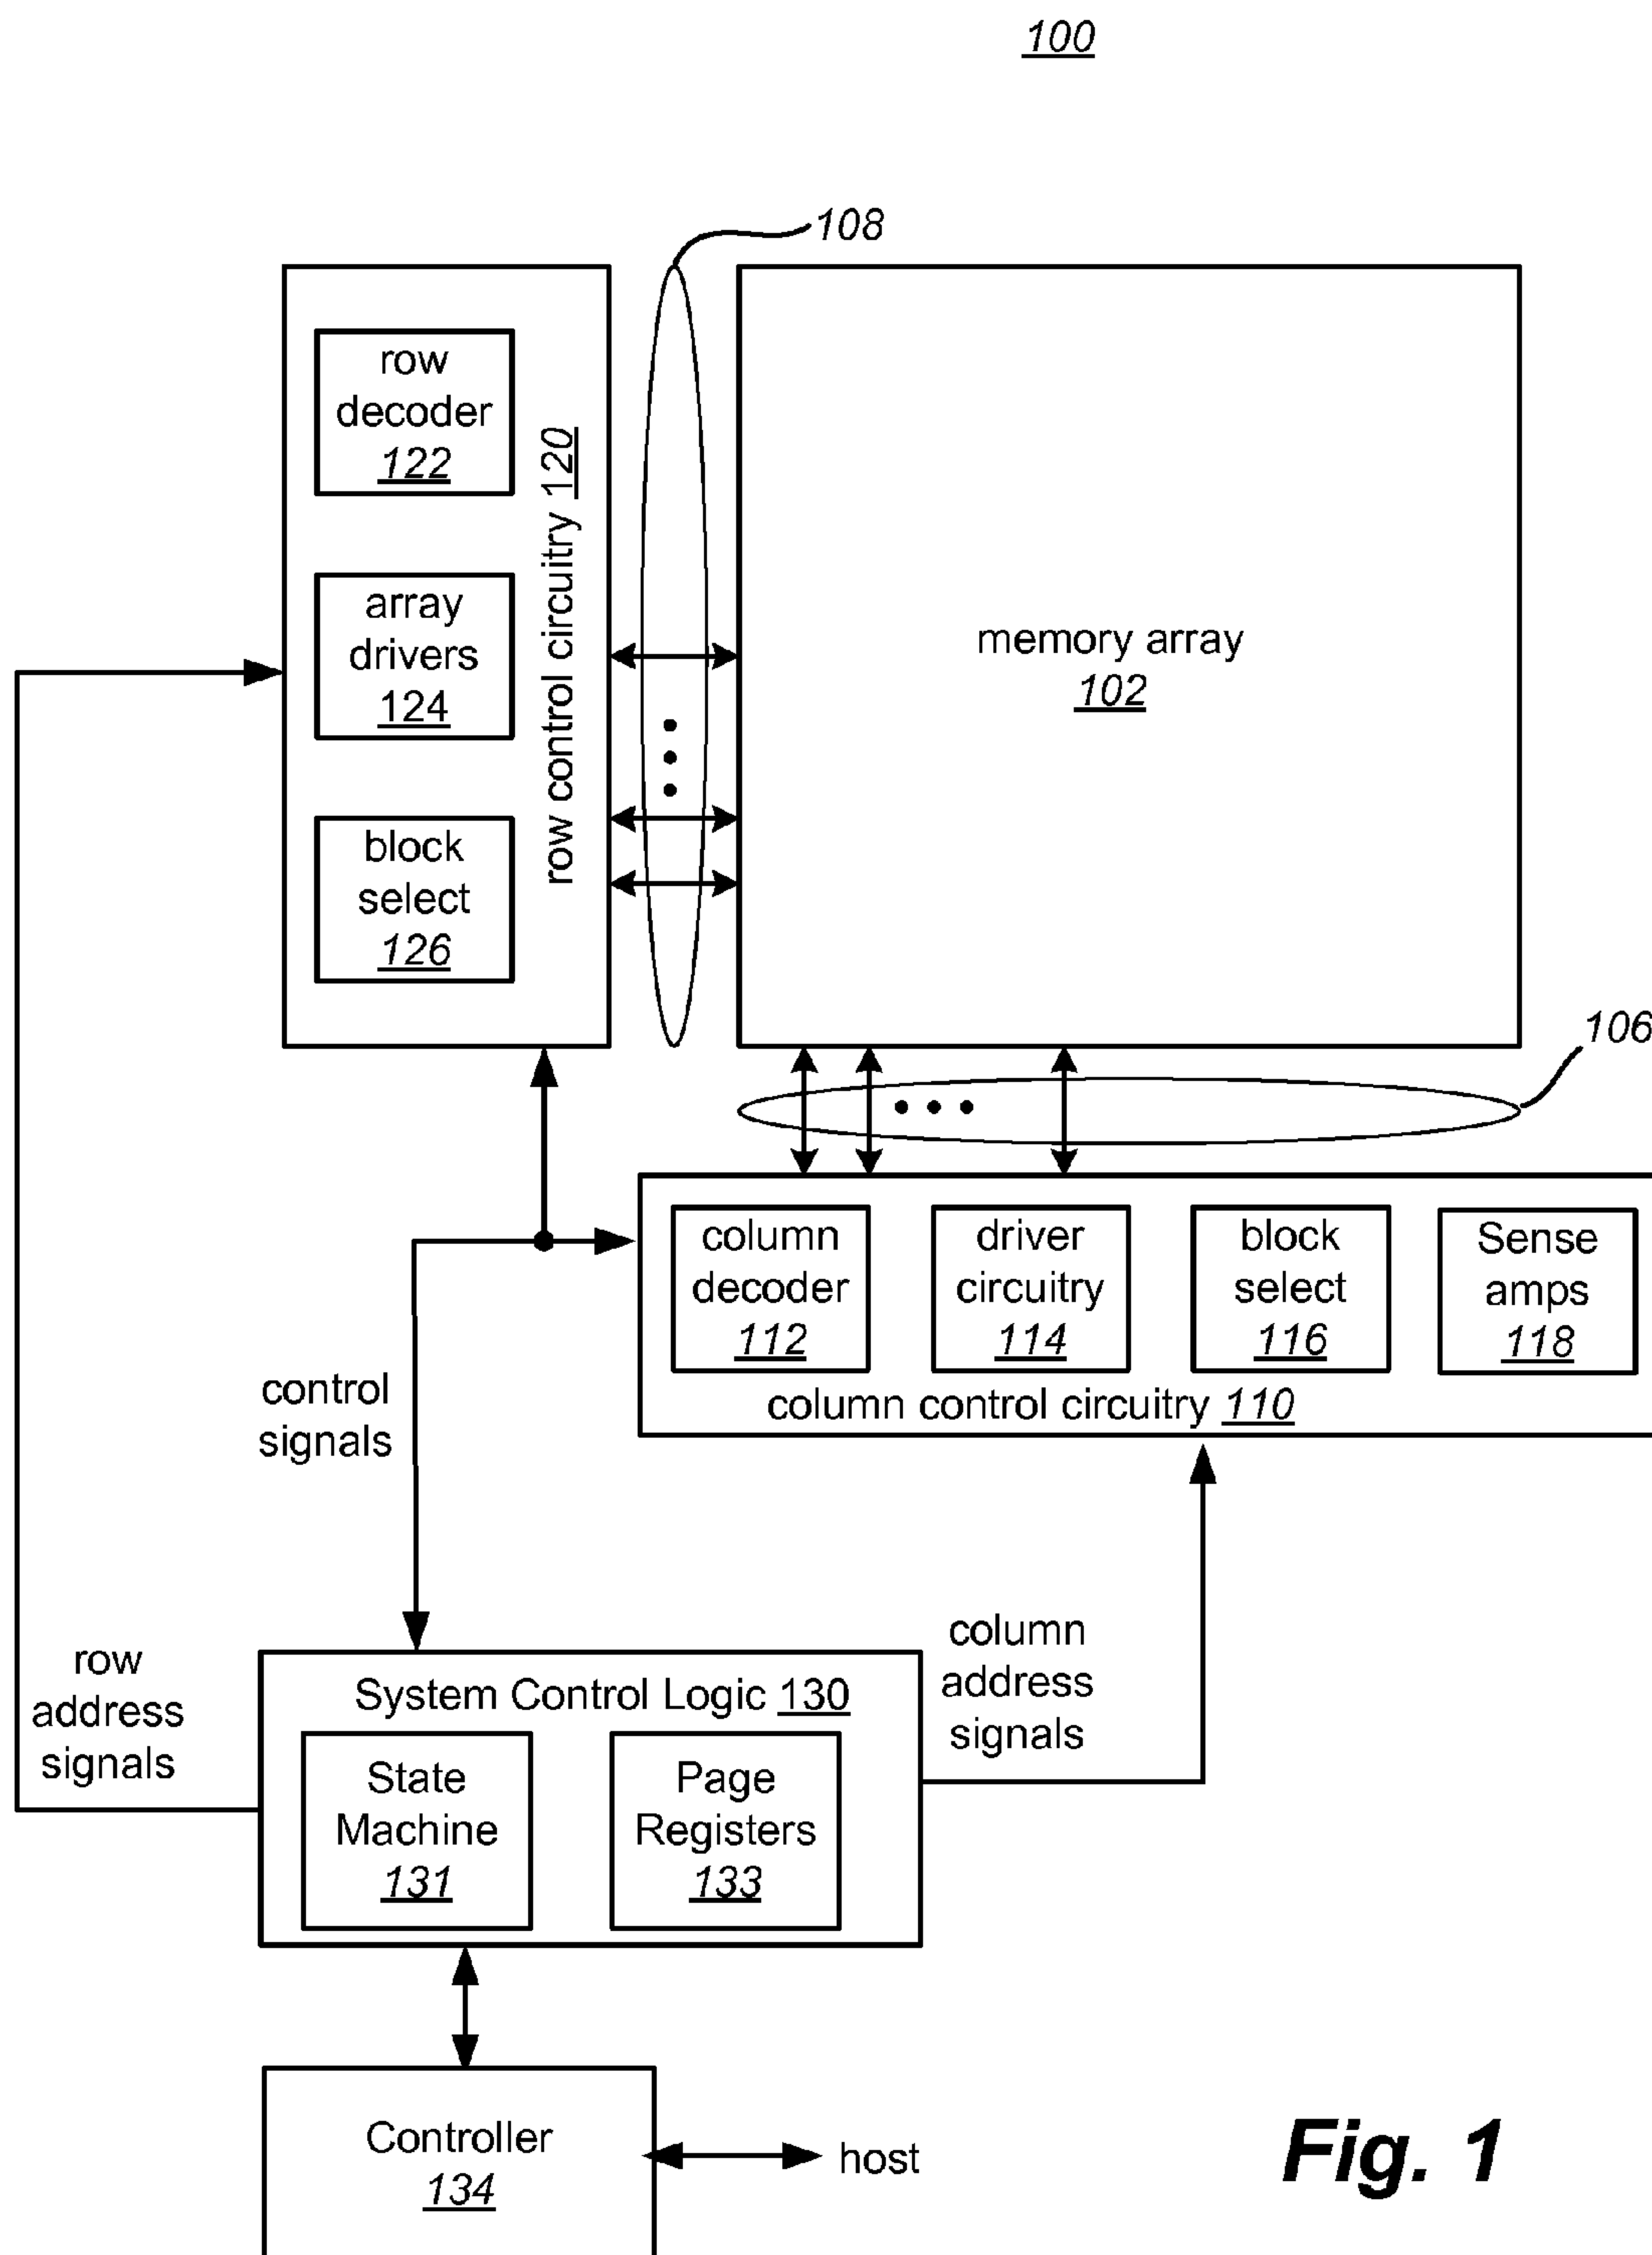 100
108
row
decoder
122
array
drivers
124
block
select
126
row control circuitry 120
memory array
102
106
column
decoder
112
driver
circuitry
114
block
select
116
Sense
amps
118
column control circuitry 110
control
signals
row
address
signals
System Control Logic 130
State
Machine
131
Page
Registers
133
column
address
signals
Controller
134
host
Fig. 1